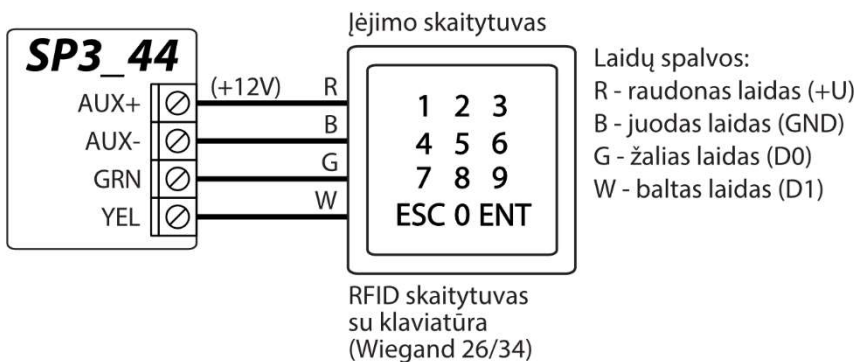 Įėjimo skaitytuvas
SP3_44
AUX+
AUX-
GRN
YEL
(+12V)
R
B
G
W
1 2 3
4 5 6
7 8 9
ESC 0 ENT
Laidų spalvos:
R - raudonas laidas (+U)
B - juodas laidas (GND)
G - žalias laidas (D0)
W - baltas laidas (D1)
RFID skaitytuvas
su klaviatūra
(Wiegand 26/34)